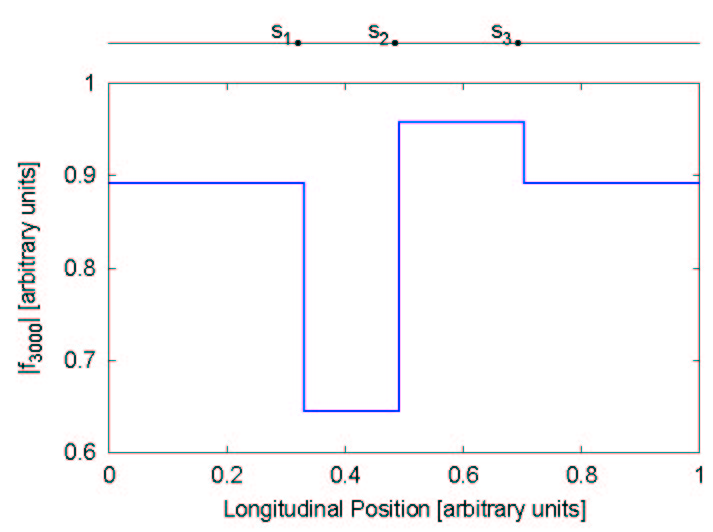 s1 s2 s3
1
0.9
0.8
0.7
0.6
|f3000| [arbitrary units]
0 0.2 0.4 0.6 0.8 1
Longitudinal Position [arbitrary units]